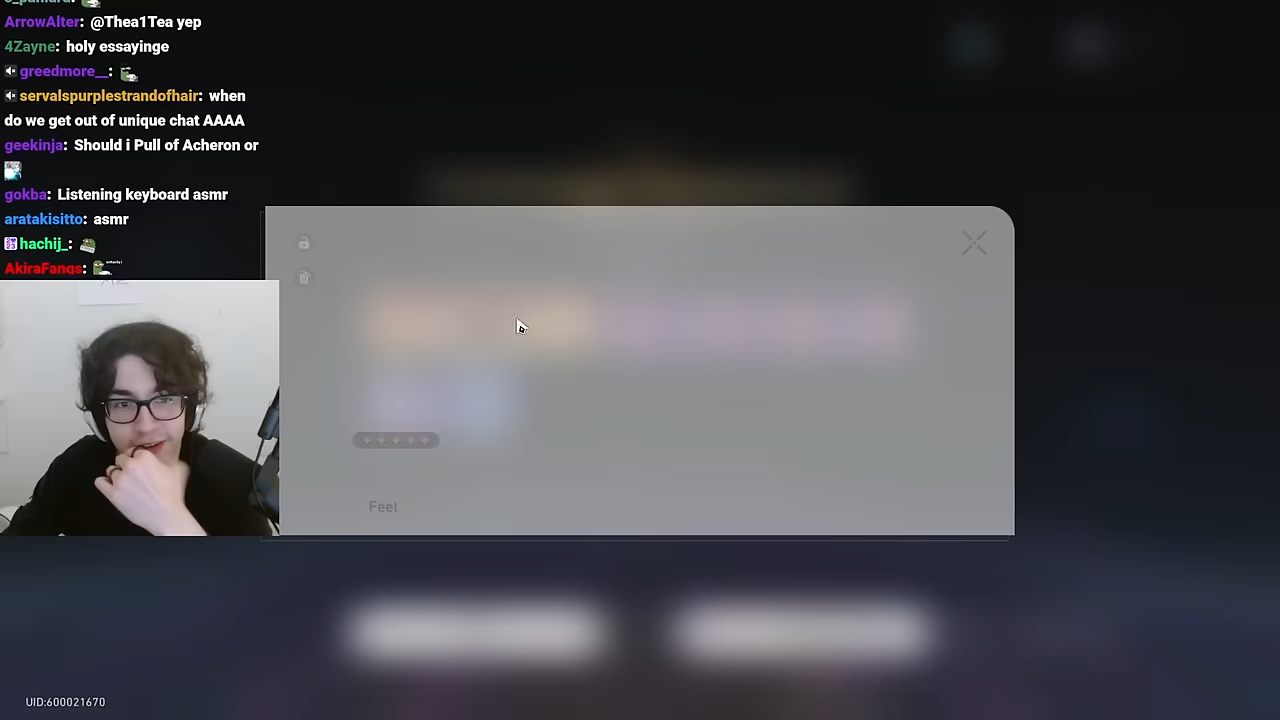 ArrowAlter: @Thea1Tea yep
4Zayne: holy essayinge
greedmore__:
servalspurplestrandofhair: when
do we get out of unique chat AAAA
geekinja: Should i Pull of Acheron or
gokba: Listening keyboard asmr
aratakisitto: asmr
hachij_:
AkiraFangs:
Feet
UID:600021670